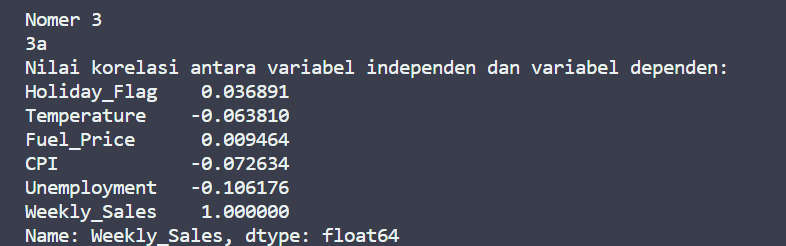 Nomer 3
3a
Nilai korelasi antara variabel independen dan variabel dependen:
Holiday_Flag    0.036891
Temperature    -0.063810
Fuel_Price      0.009464
CPI            -0.072634
Unemployment   -0.106176
Weekly_Sales    1.000000
Name: Weekly_Sales, dtype: float64